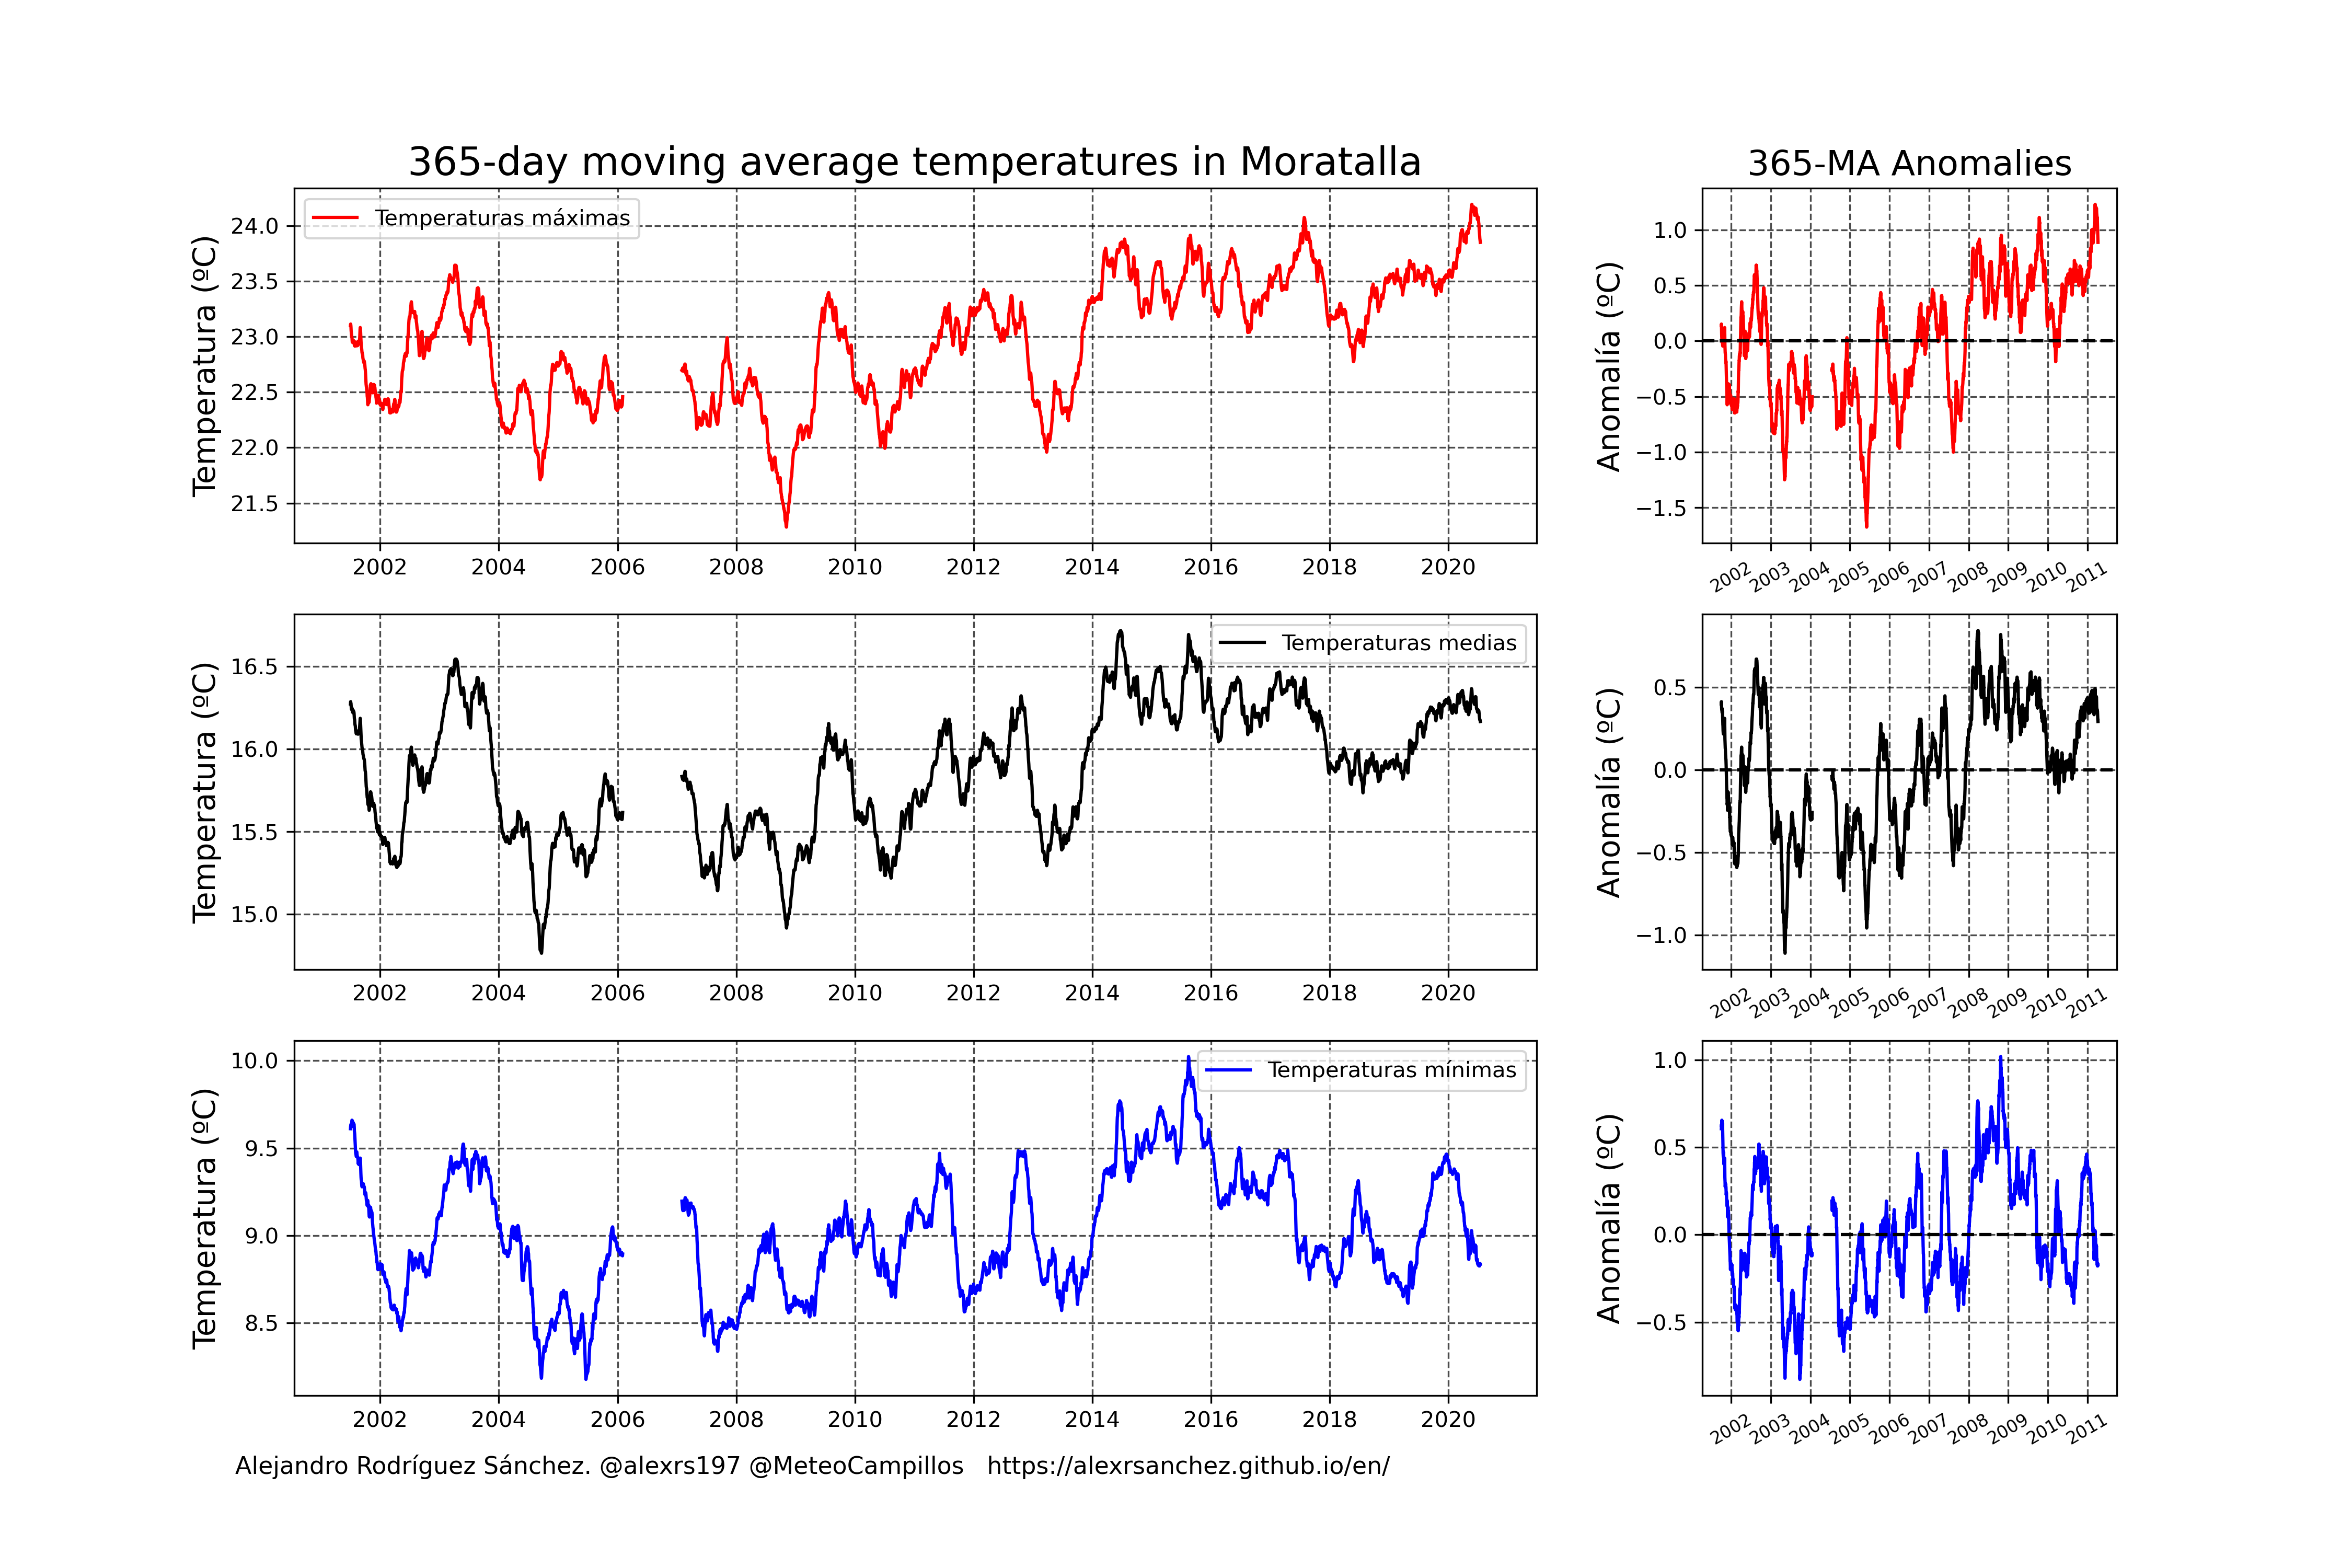 365-day moving average temperatures in Moratalla
365-MA Anomalies
Temperatura (ºC)
24.0
23.5
23.0
22.5
22.0
21.5
Temperaturas máximas
2002 2004 2006 2008 2010 2012 2014 2016 2018 2020
Anomalía (ºC)
1.0
0.5
0.0
−0.5
−1.0
−1.5
2002 2003 2004 2005 2006 2007 2008 2009 2010 2011
Temperatura (ºC)
16.5
16.0
15.5
15.0
Temperaturas medias
2002 2004 2006 2008 2010 2012 2014 2016 2018 2020
Anomalía (ºC)
0.5
0.0
−0.5
−1.0
2002 2003 2004 2005 2006 2007 2008 2009 2010 2011
Temperatura (ºC)
10.0
9.5
9.0
8.5
Temperaturas mínimas
2002 2004 2006 2008 2010 2012 2014 2016 2018 2020
Anomalía (ºC)
1.0
0.5
0.0
−0.5
2002 2003 2004 2005 2006 2007 2008 2009 2010 2011
Alejandro Rodríguez Sánchez. @alexrs197 @MeteoCampillos https://alexrsanchez.github.io/en/